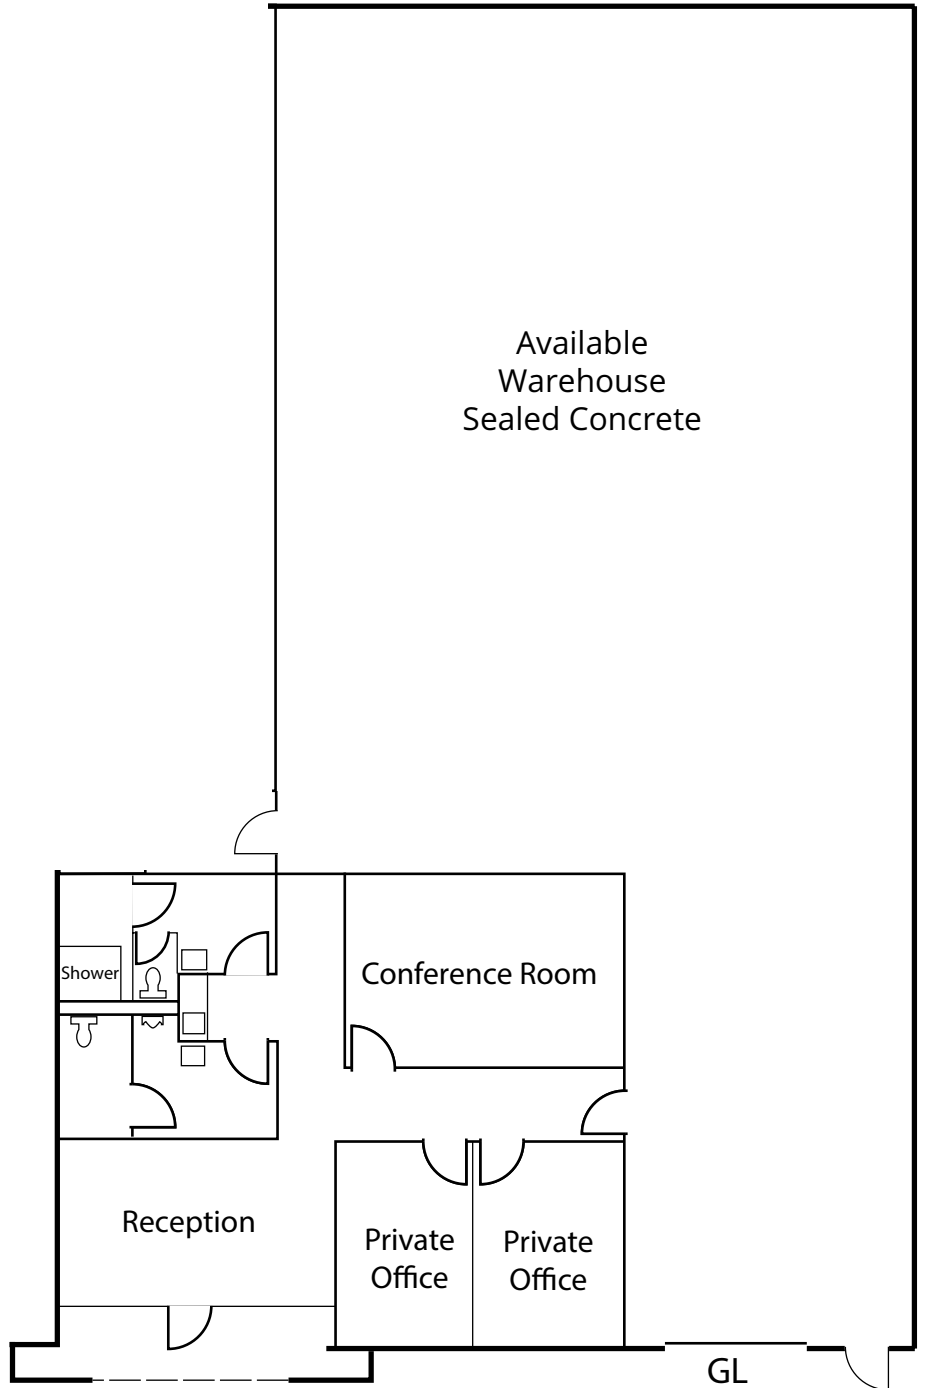 Available
Warehouse
Sealed Concrete
Shower
Conference Room
Reception
Private
Office
Private
Office
GL